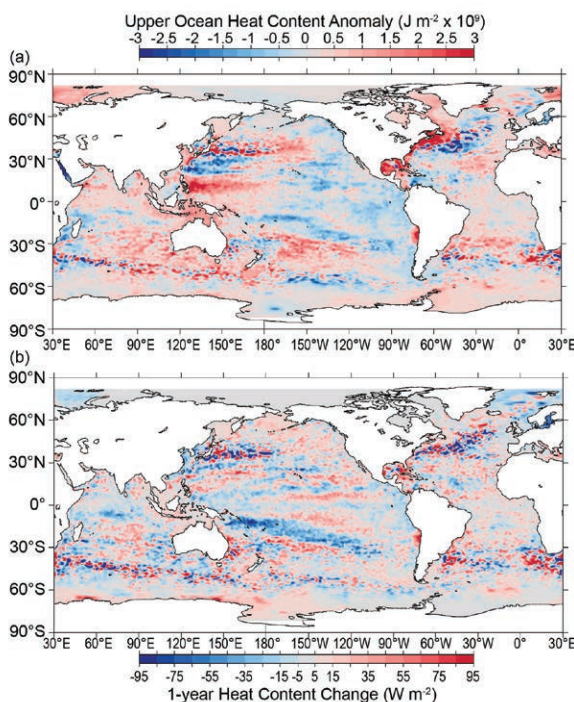 Upper Ocean Heat Content Anomaly (J m⁻² x 10⁹)
-3 -2.5 -2 -1.5 -1 -0.5 0 0.5 1 1.5 2 2.5 3
(a)
90°N
60°N
30°N
0°
30°S
60°S
90°S
30°E 60°E 90°E 120°E 150°E 180° 150°W 120°W 90°W 60°W 30°W 0° 30°E
(b)
90°N
60°N
30°N
0°
30°S
60°S
90°S
30°E 60°E 90°E 120°E 150°E 180° 150°W 120°W 90°W 60°W 30°W 0° 30°E
-95 -75 -55 -35 -15 -5 5 15 35 55 75 95
1-year Heat Content Change (W m⁻²)